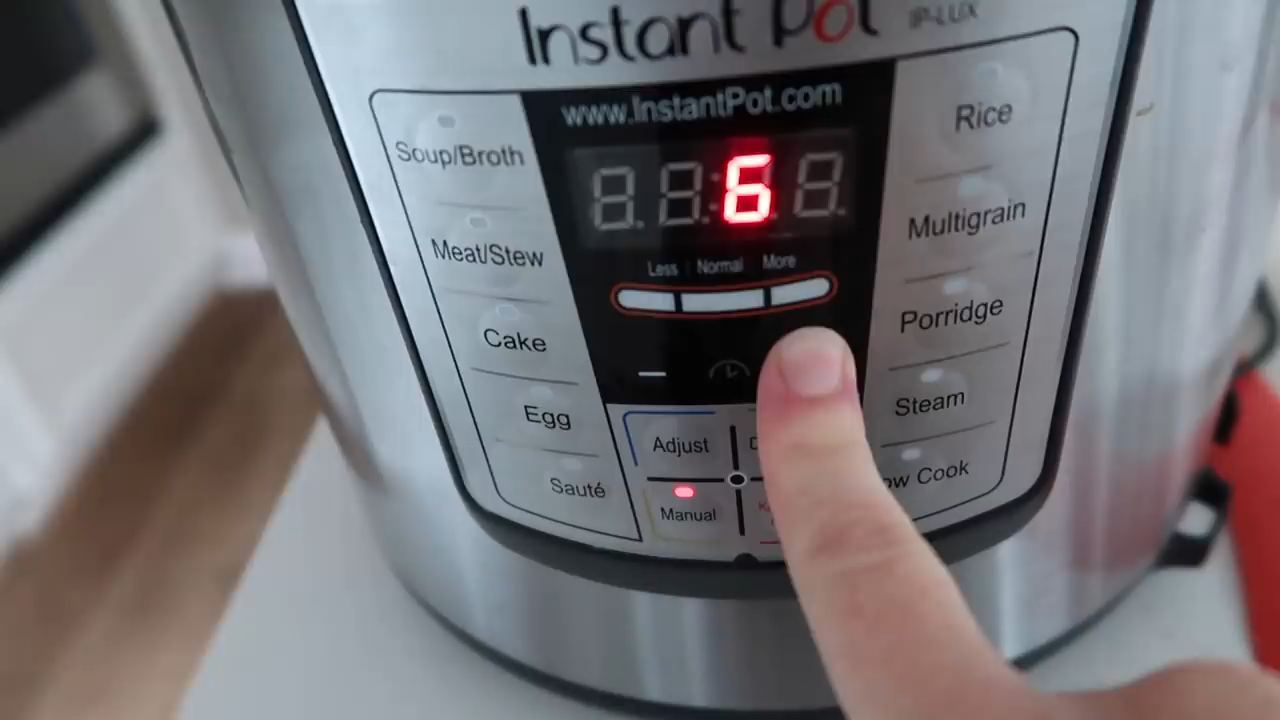 Instant Pot IP-LUX
www.InstantPot.com
6
Less Normal More
Soup/Broth
Meat/Stew
Cake
Egg
Sauté
Adjust
Manual
Rice
Multigrain
Porridge
Steam
ow Cook